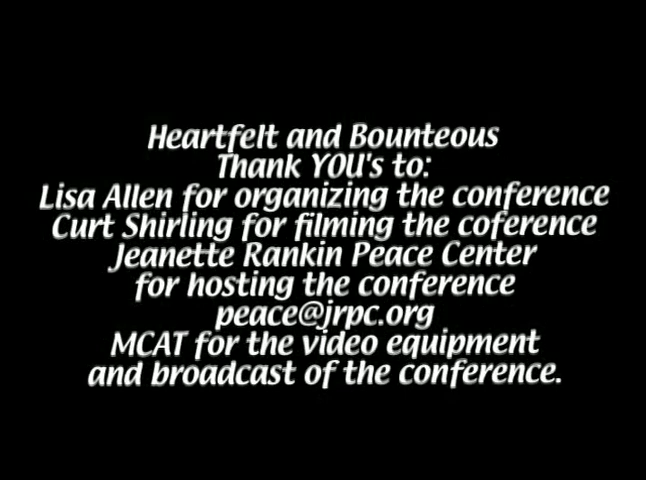 Heartfelt and Bounteous
Thank YOU's to:
Lisa Allen for organizing the conference
Curt Shirling for filming the coference
Jeanette Rankin Peace Center
for hosting the conference
peace@jrpc.org
MCAT for the video equipment
and broadcast of the conference.